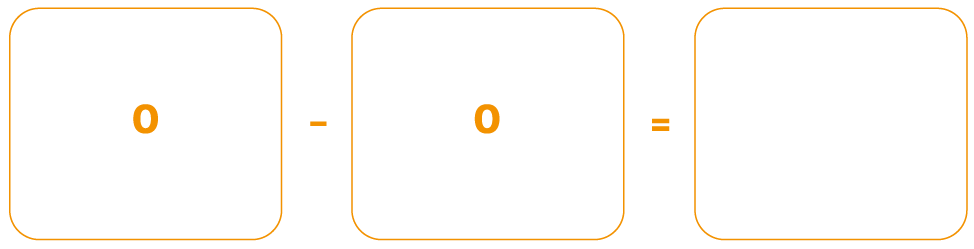 0 – 0 =